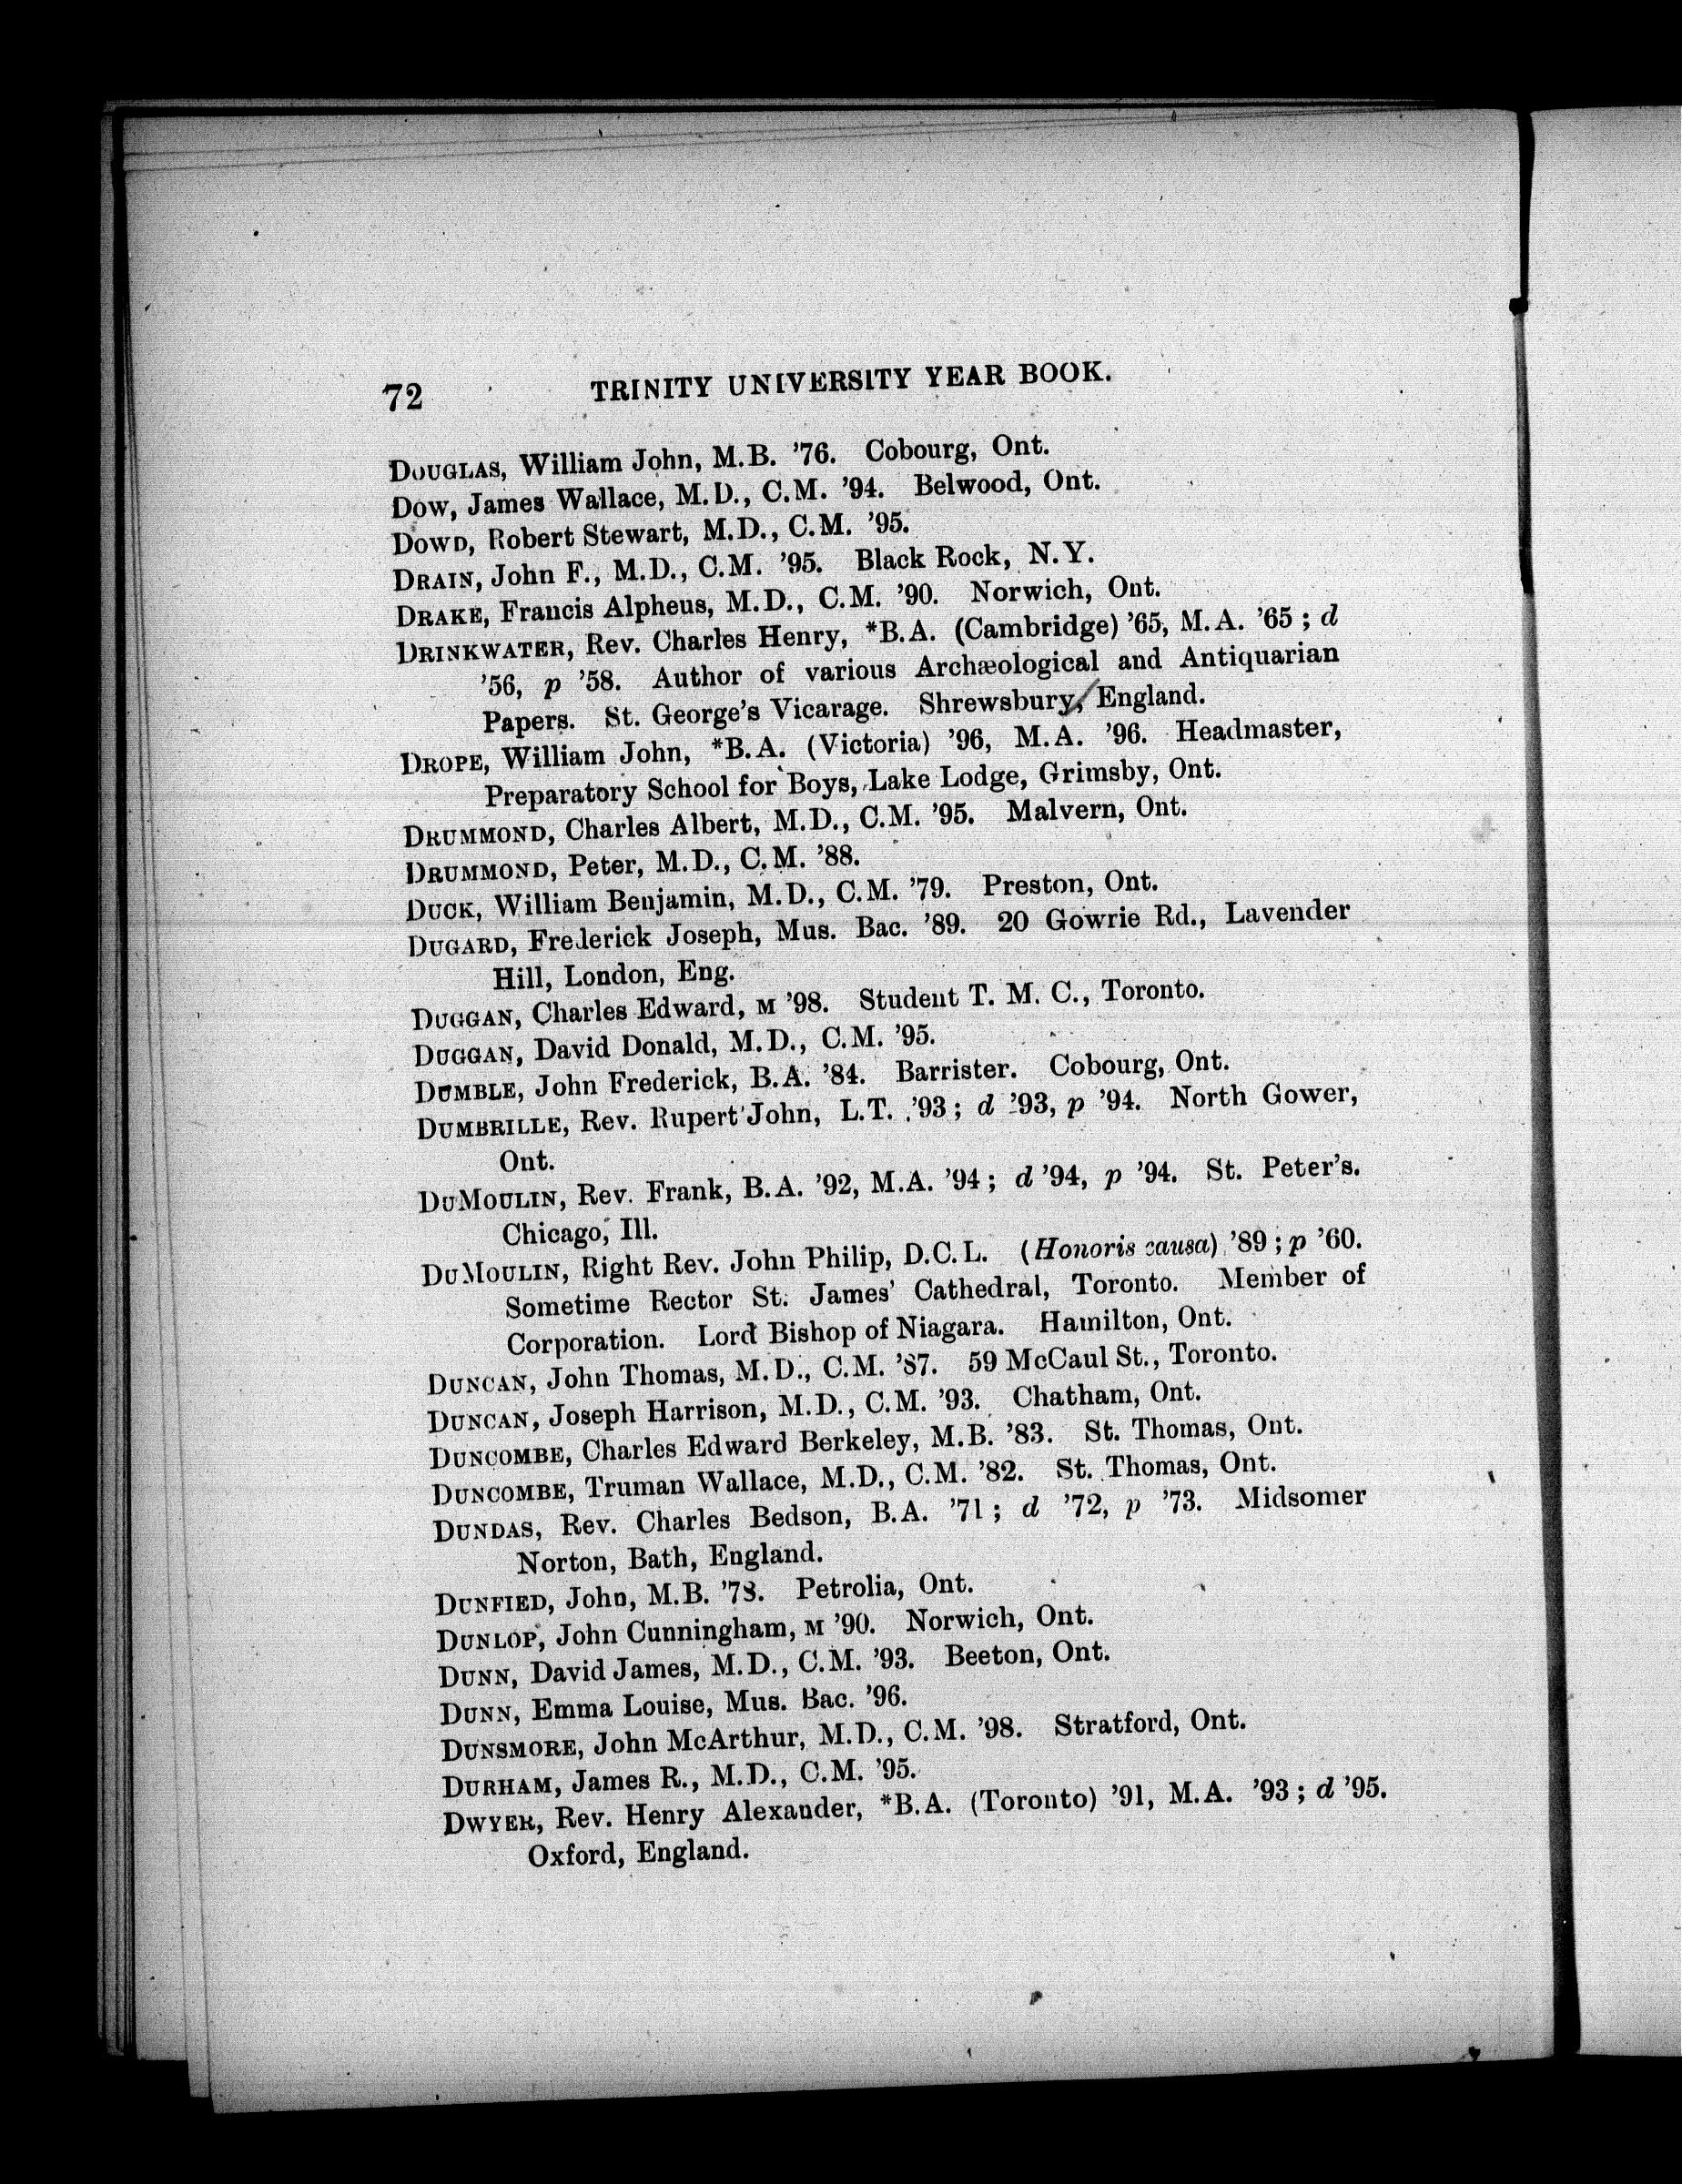 72 TRINITY UNIVERSITY YEAR BOOK.
DOUGLAS, William John, M.B. '76. Cobourg, Ont.
DOW, James Wallace, M.D., C.M. '94. Belwood, Ont.
DOWD, Robert Stewart, M.D., C.M. '95.
DRAIN, John F., M.D., C.M. '95. Black Rock, N.Y.
DRAKE, Francis Alpheus, M.D., C.M. '90. Norwich, Ont.
DRINKWATER, Rev. Charles Henry, *B.A. (Cambridge) '65, M.A. '65; d
'56, p '58. Author of various Archæological and Antiquarian
Papers. St. George's Vicarage. Shrewsbury, England.
DROPE, William John, *B.A. (Victoria) '96, M.A. '96. Headmaster,
Preparatory School for Boys, Lake Lodge, Grimsby, Ont.
DRUMMOND, Charles Albert, M.D., C.M. '95. Malvern, Ont.
DRUMMOND, Peter, M.D., C.M. '88.
DUCK, William Benjamin, M.D., C.M. '79. Preston, Ont.
DUGARD, Frederick Joseph, Mus. Bac. '89. 20 Gowrie Rd., Lavender
Hill, London, Eng.
DUGGAN, Charles Edward, M '98. Student T. M. C., Toronto.
DUGGAN, David Donald, M.D., C.M. '95.
DUMBLE, John Frederick, B.A. '84. Barrister. Cobourg, Ont.
DUMBRILLE, Rev. Rupert John, L.T. '93; d '93, p '94. North Gower,
Ont.
DUMOULIN, Rev. Frank, B.A. '92, M.A. '94; d '94, p '94. St. Peter's.
Chicago, Ill.
DUMOULIN, Right Rev. John Philip, D.C.L. (Honoris causa) '89; p '60.
Sometime Rector St. James' Cathedral, Toronto. Member of
Corporation. Lord Bishop of Niagara. Hamilton, Ont.
DUNCAN, John Thomas, M.D., C.M. '87. 59 McCaul St., Toronto.
DUNCAN, Joseph Harrison, M.D., C.M. '93. Chatham, Ont.
DUNCOMBE, Charles Edward Berkeley, M.B. '83. St. Thomas, Ont.
DUNCOMBE, Truman Wallace, M.D., C.M. '82. St. Thomas, Ont.
DUNDAS, Rev. Charles Bedson, B.A. '71; d '72, p '73. Midsomer
Norton, Bath, England.
DUNFIED, John, M.B. '78. Petrolia, Ont.
DUNLOP, John Cunningham, M '90. Norwich, Ont.
DUNN, David James, M.D., C.M. '93. Beeton, Ont.
DUNN, Emma Louise, Mus. Bac. '96.
DUNSMORE, John McArthur, M.D., C.M. '98. Stratford, Ont.
DURHAM, James R., M.D., C.M. '95.
DWYER, Rev. Henry Alexander, *B.A. (Toronto) '91, M.A. '93; d '95.
Oxford, England.